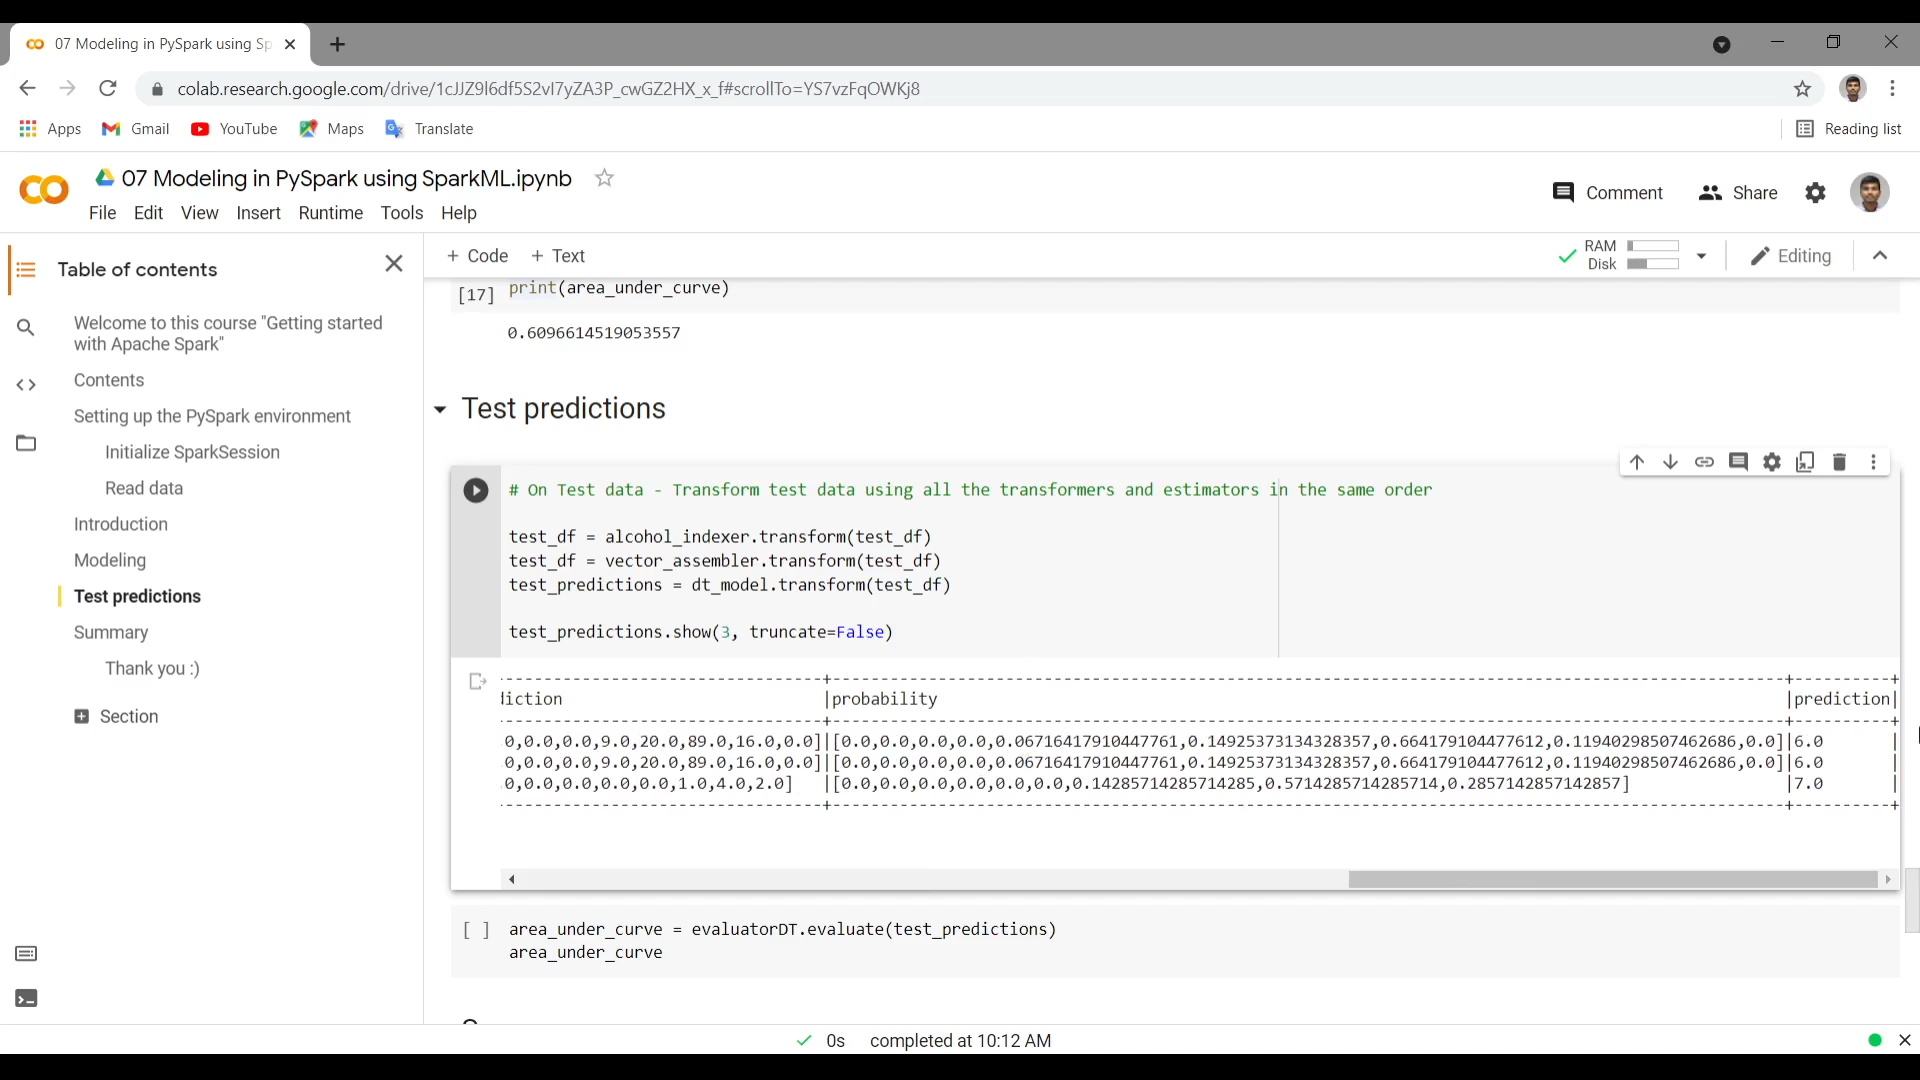 07 Modeling in PySpark using Sp
colab.research.google.com/drive/1cJJZ9l6df5S2vI7yZA3P_cwGZ2HX_x_f#scrollTo=YS7vzFqOWKj8
Apps Gmail YouTube Maps Translate Reading list
07 Modeling in PySpark using SparkML.ipynb
Comment Share
File Edit View Insert Runtime Tools Help
+ Code + Text
RAM
Disk
Editing
Table of contents
Welcome to this course "Getting started
with Apache Spark"
Contents
Setting up the PySpark environment
Initialize SparkSession
Read data
Introduction
Modeling
Test predictions
Summary
Thank you :)
Section
[17] print(area_under_curve)
0.6096614519053557
Test predictions
# On Test data - Transform test data using all the transformers and estimators in the same order
test_df = alcohol_indexer.transform(test_df)
test_df = vector_assembler.transform(test_df)
test_predictions = dt_model.transform(test_df)
test_predictions.show(3, truncate=False)
diction |probability |prediction|
0,0.0,0.0,9.0,20.0,89.0,16.0,0.0]|[0.0,0.0,0.0,0.0,0.06716417910447761,0.14925373134328357,0.664179104477612,0.11940298507462686,0.0]|6.0 |
0,0.0,0.0,9.0,20.0,89.0,16.0,0.0]|[0.0,0.0,0.0,0.0,0.06716417910447761,0.14925373134328357,0.664179104477612,0.11940298507462686,0.0]|6.0 |
0,0.0,0.0,0.0,0.0,1.0,4.0,2.0] |[0.0,0.0,0.0,0.0,0.0,0.0,0.14285714285714285,0.5714285714285714,0.2857142857142857] |7.0 |
[ ] area_under_curve = evaluatorDT.evaluate(test_predictions)
area_under_curve
0s completed at 10:12 AM